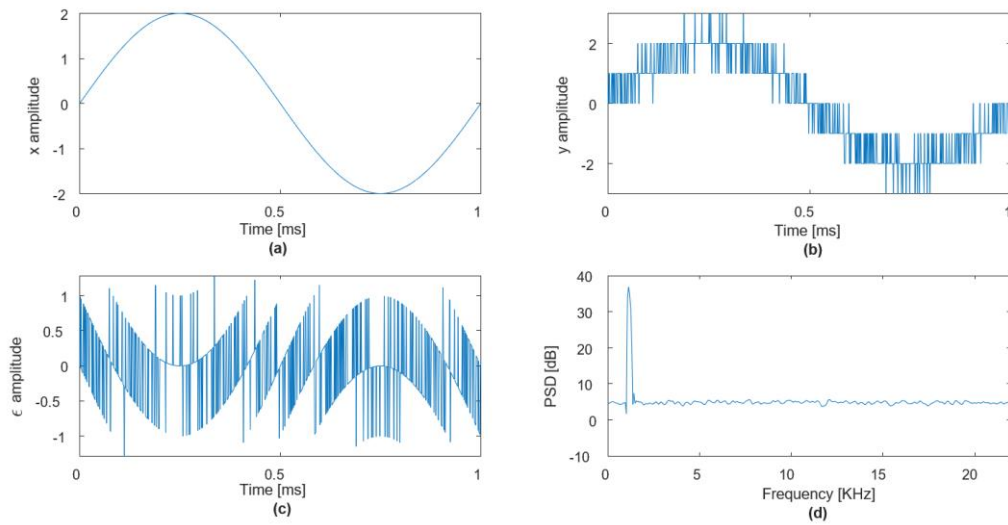 2
1
0
-1
-2
x amplitude
0
0.5
1
Time [ms]
(a)
2
0
-2
y amplitude
0
0.5
1
Time [ms]
(b)
1
0.5
0
-0.5
-1
ϵ amplitude
0
0.5
1
Time [ms]
(c)
40
30
20
10
0
-10
PSD [dB]
0
5
10
15
20
Frequency [KHz]
(d)